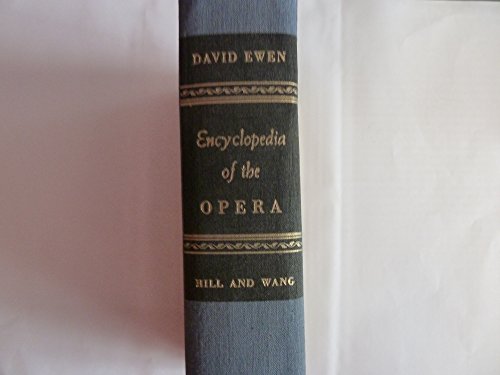 DAVID EWEN
Encyclopedia
of the
OPERA
HILL AND WANG